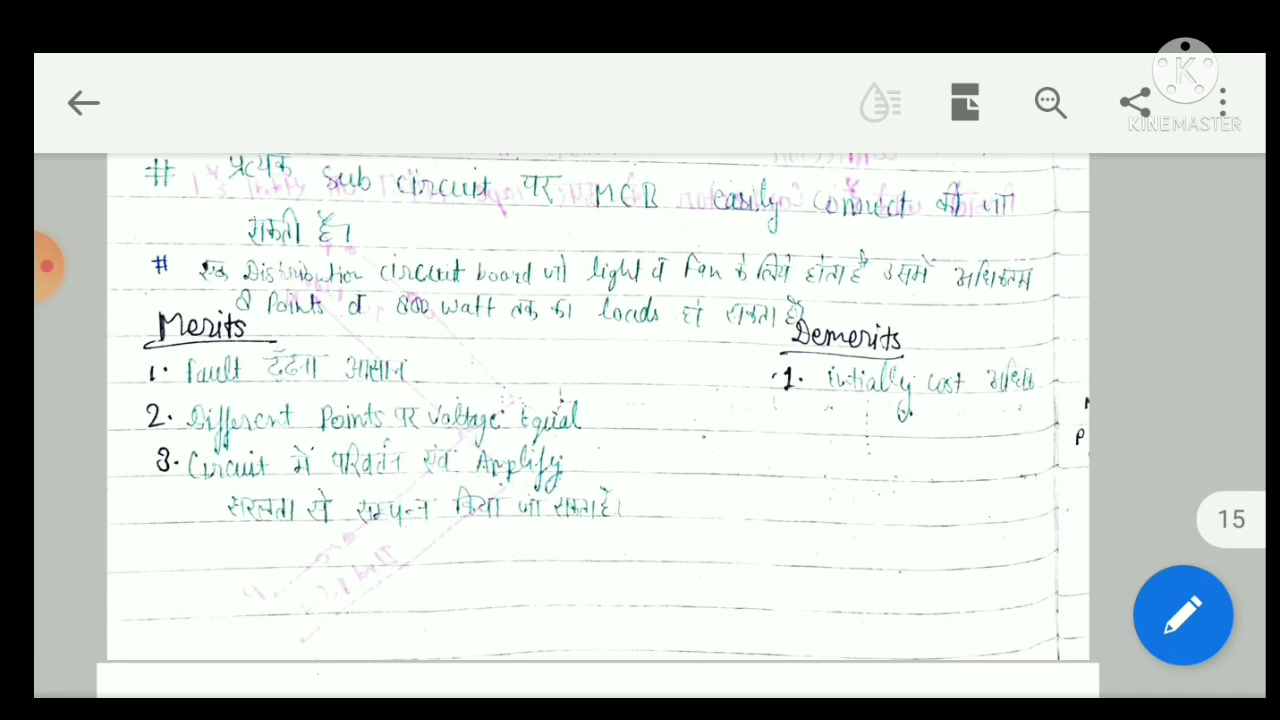 KINEMASTER
# प्रत्येक Sub circuit पर MCB easily connect की जा
सकती है।
# एक Distribution circuit board जो light व Fan के लिये होता है उसमें अधिकतम
8 Points व 800 watt तक का loads हो सकता है।
Merits
Demerits
1. Fault ढूँढना आसान
1. initially cost अधिक
2. Different Points पर Voltage Equal
3. Circuit में परिवर्तन एवं Amplify
सरलता से सम्पन्न किया जा सकता है।
15